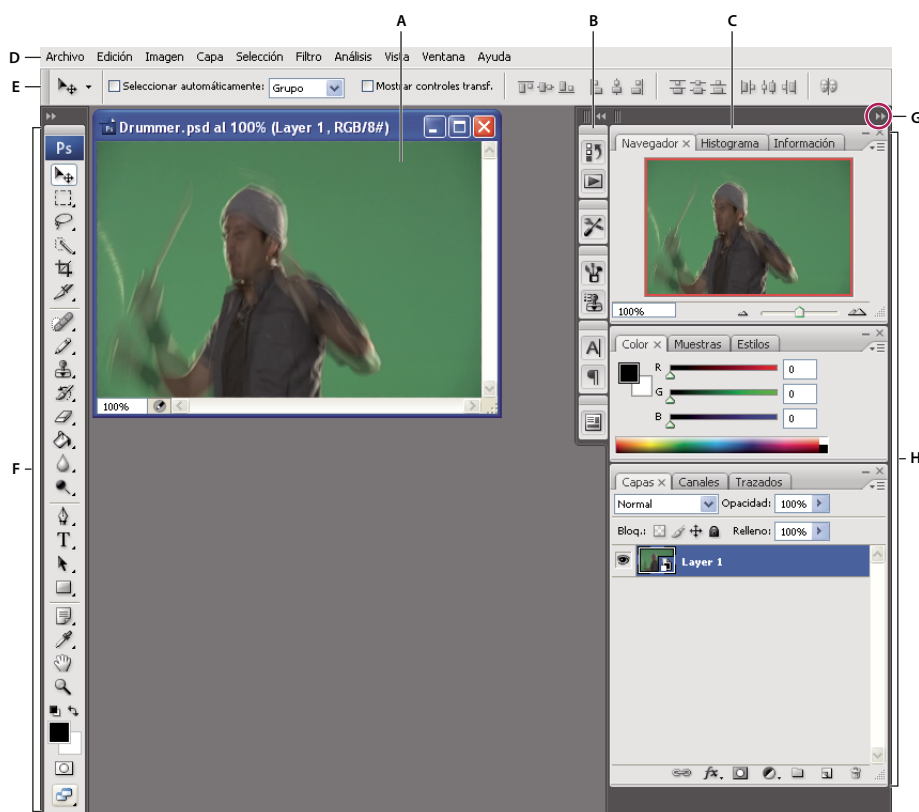 A B C
D Archivo Edición Imagen Capa Selección Filtro Análisis Vista Ventana Ayuda
E Seleccionar automáticamente: Grupo Mostrar controles transf.
G
Ps
Drummer.psd al 100% (Layer 1, RGB/8#)
100%
Navegador Histograma Información
100%
Color Muestras Estilos
R 0
G 0
B 0
F
H
Capas Canales Trazados
Normal Opacidad: 100%
Bloq.: Relleno: 100%
Layer 1